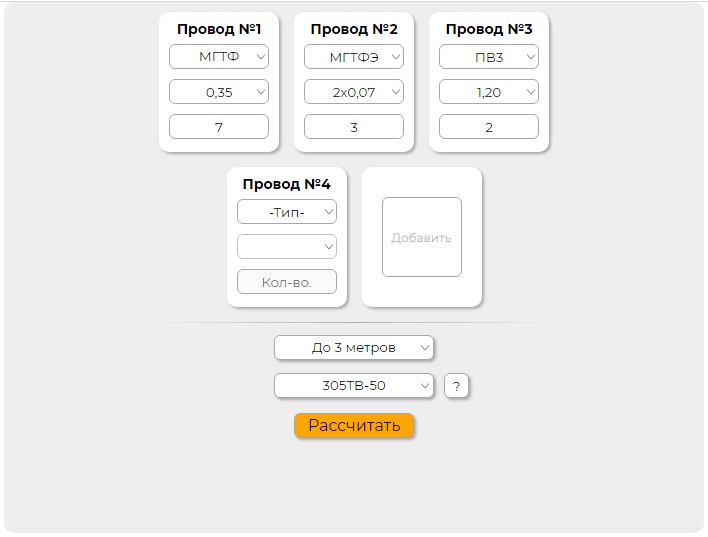 Провод №1 Провод №2 Провод №3
МГТФ МГТФЭ ПВ3
0,35 2x0,07 1,20
7 3 2
Провод №4
-Тип-
Добавить
Кол-во.
До 3 метров
305ТВ-50 ?
Рассчитать